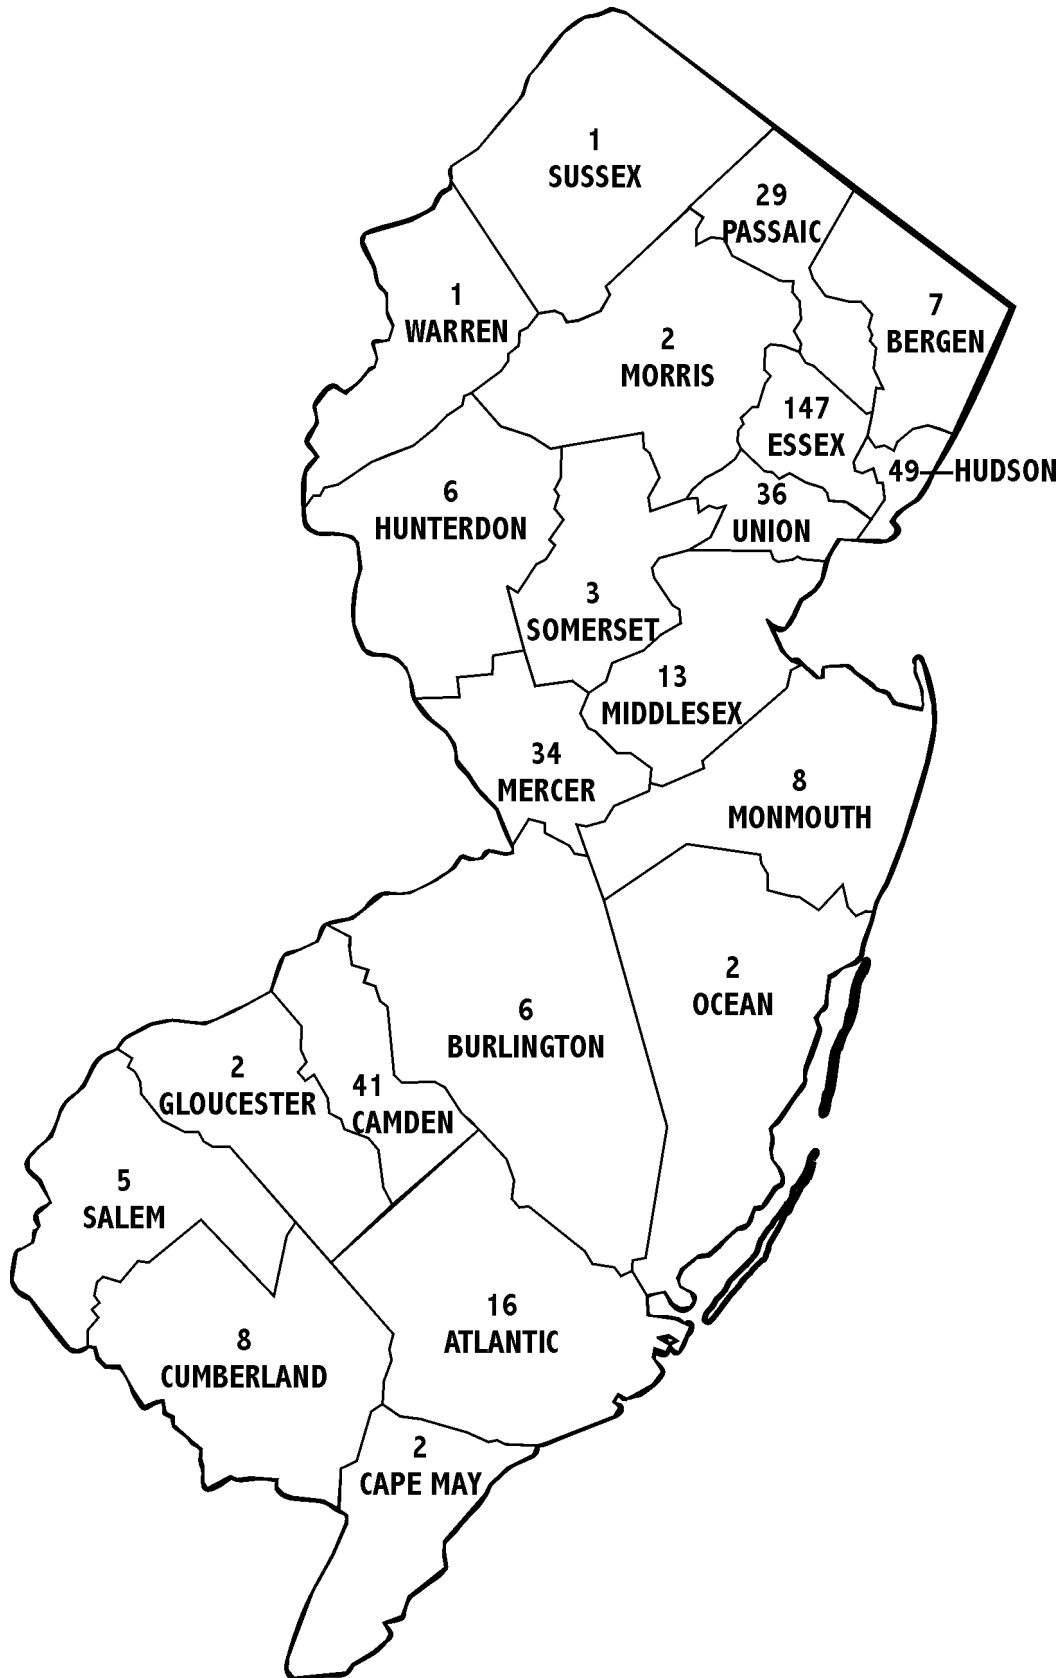 1
SUSSEX
29
PASSAIC
1
WARREN
7
BERGEN
2
MORRIS
147
ESSEX
49 HUDSON
6
HUNTERDON
36
UNION
3
SOMERSET
13
MIDDLESEX
34
MERCER
8
MONMOUTH
2
OCEAN
6
BURLINGTON
2
GLOUCESTER
41
CAMDEN
5
SALEM
16
ATLANTIC
8
CUMBERLAND
2
CAPE MAY